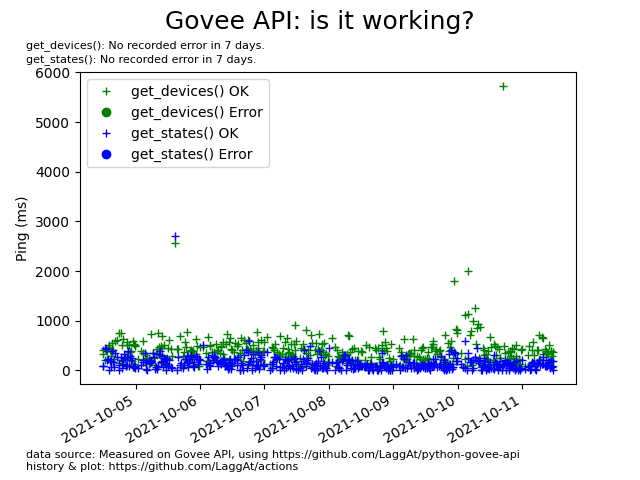 Govee API: is it working?
get_devices(): No recorded error in 7 days.
get_states(): No recorded error in 7 days.
get_devices() OK
get_devices() Error
get_states() OK
get_states() Error
Ping (ms)
6000
5000
4000
3000
2000
1000
0
2021-10-05
2021-10-06
2021-10-07
2021-10-08
2021-10-09
2021-10-10
2021-10-11
data source: Measured on Govee API, using https://github.com/LaggAt/python-govee-api
history & plot: https://github.com/LaggAt/actions